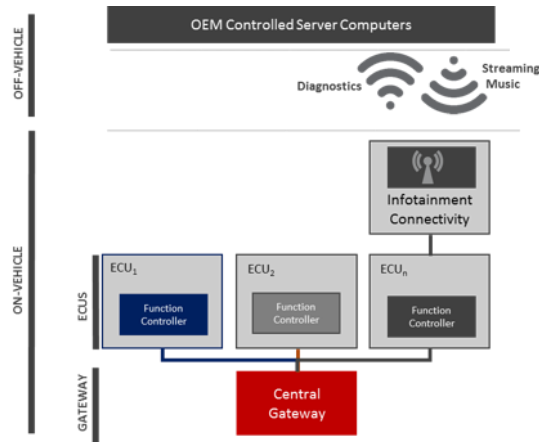 OEM Controlled Server Computers
OFF-VEHICLE
Diagnostics
Streaming
Music
ON-VEHICLE
Infotainment
Connectivity
ECUS
ECU1
Function
Controller
ECU2
Function
Controller
ECUn
Function
Controller
GATEWAY
Central
Gateway